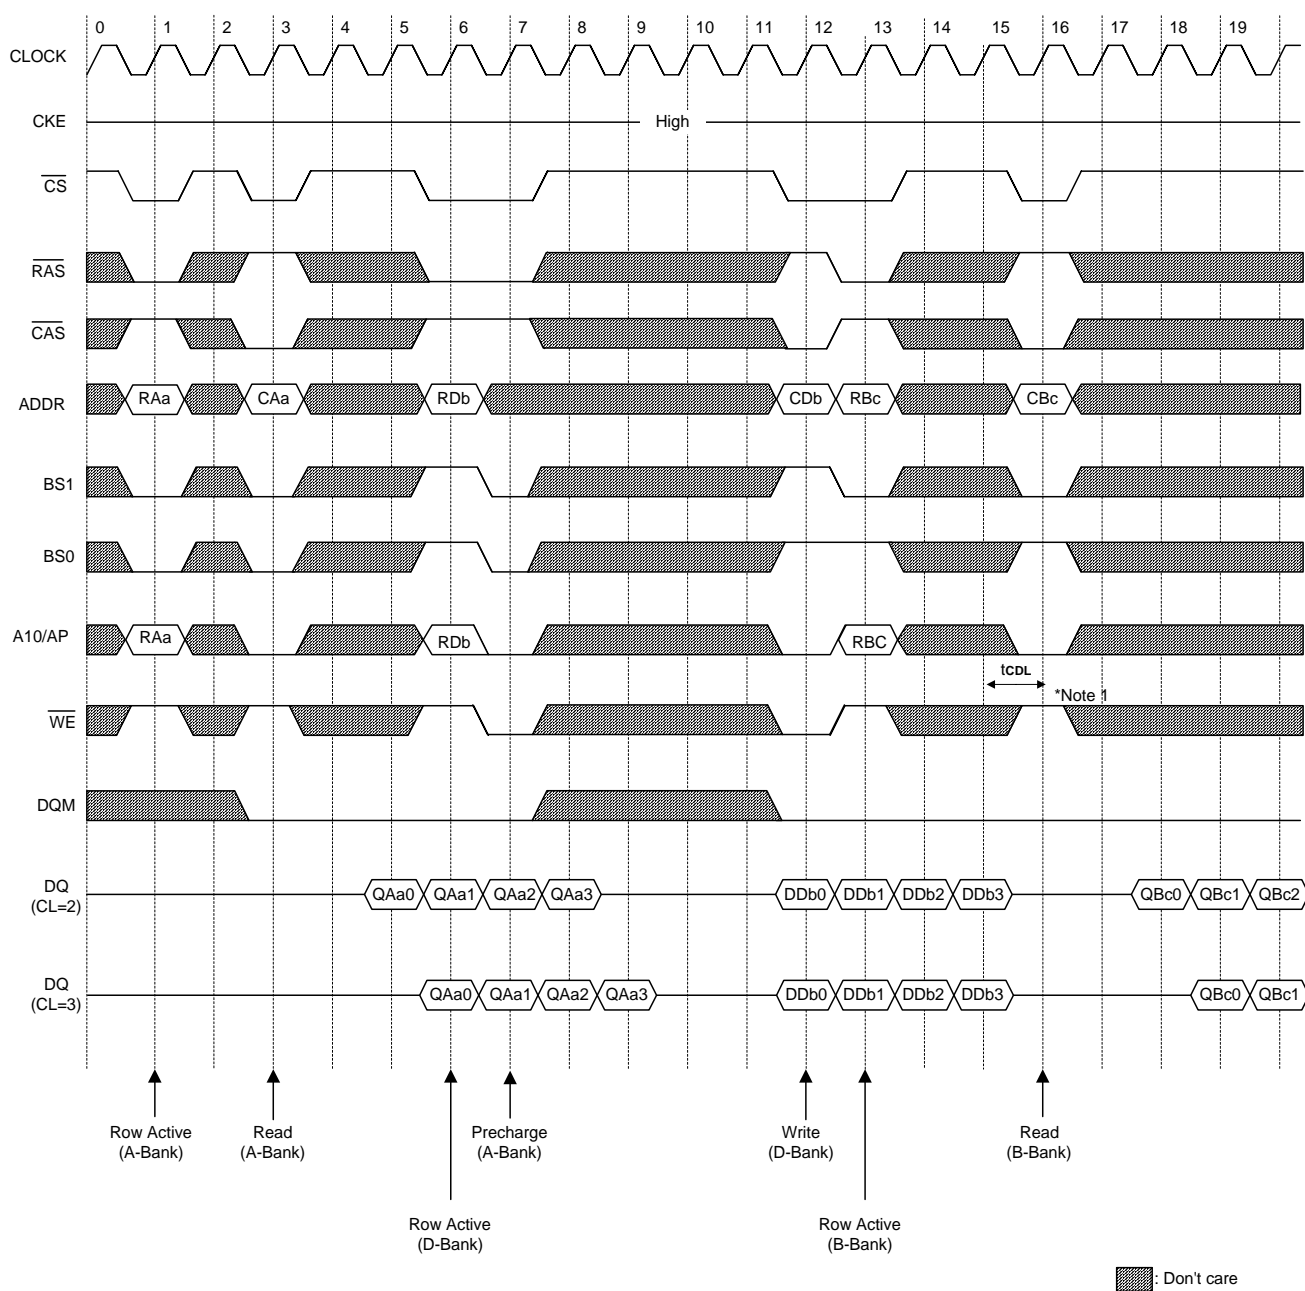 0 1 2 3 4 5 6 7 8 9 10 11 12 13 14 15 16 17 18 19
CLOCK
CKE
High
CS
RAS
CAS
ADDR
RAa CAa RDb CDb RBc CBc
BS1
BS0
A10/AP
RAa RDb RBC
tCDL
*Note 1
WE
DQM
DQ
(CL=2)
QAa0 QAa1 QAa2 QAa3 DDb0 DDb1 DDb2 DDb3 QBc0 QBc1 QBc2
DQ
(CL=3)
QAa0 QAa1 QAa2 QAa3 DDb0 DDb1 DDb2 DDb3 QBc0 QBc1
Row Active
(A-Bank)
Read
(A-Bank)
Precharge
(A-Bank)
Write
(D-Bank)
Read
(B-Bank)
Row Active
(D-Bank)
Row Active
(B-Bank)
: Don't care